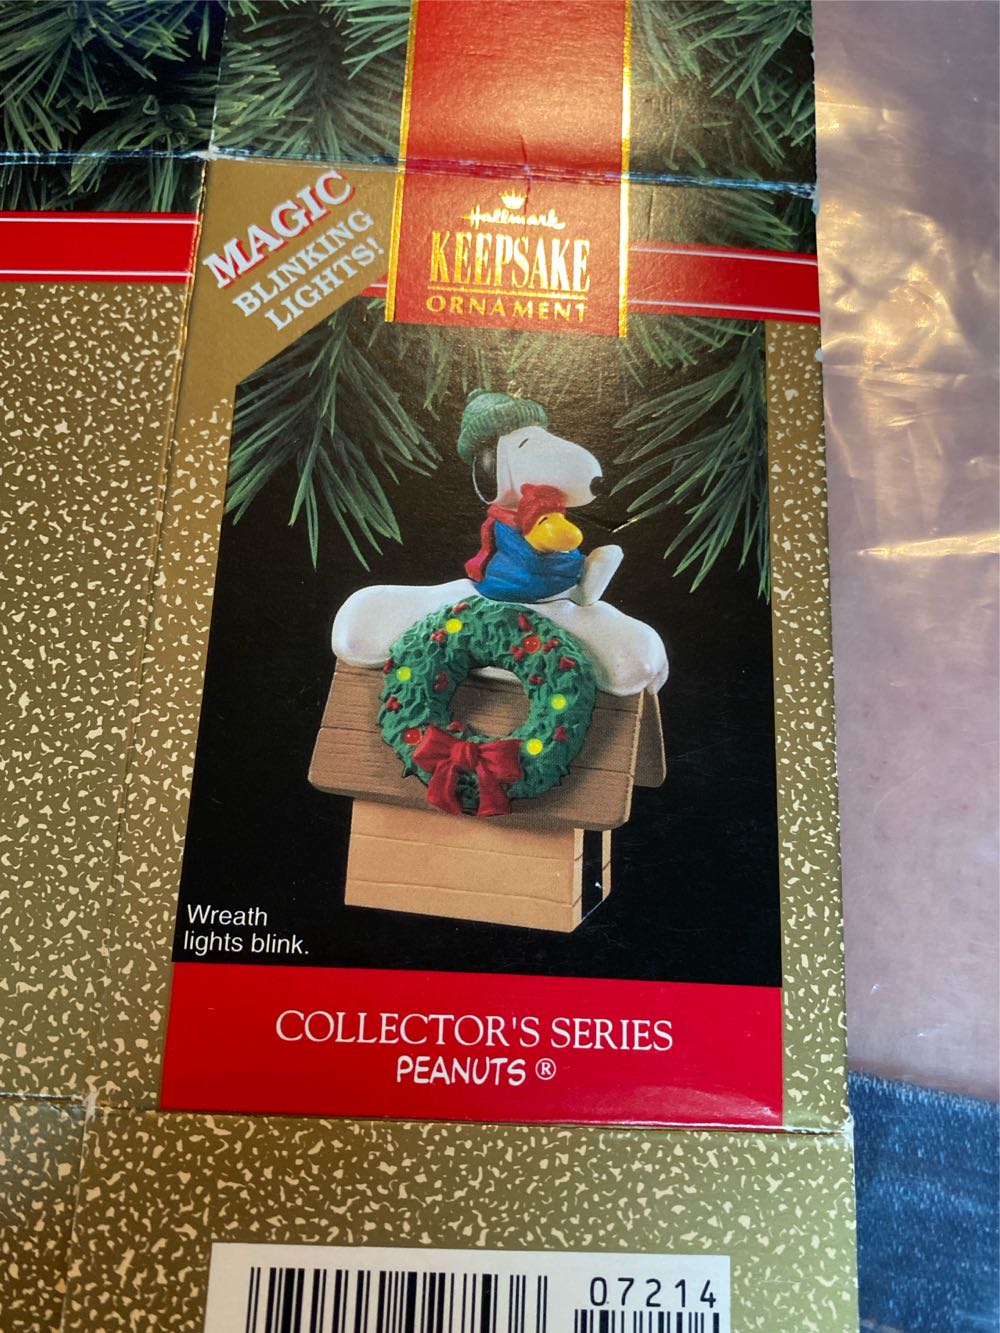 MAGIC
BLINKING
LIGHTS!
Hallmark
KEEPSAKE
ORNAMENT
Wreath
lights blink.
COLLECTOR'S SERIES
PEANUTS ®
07214